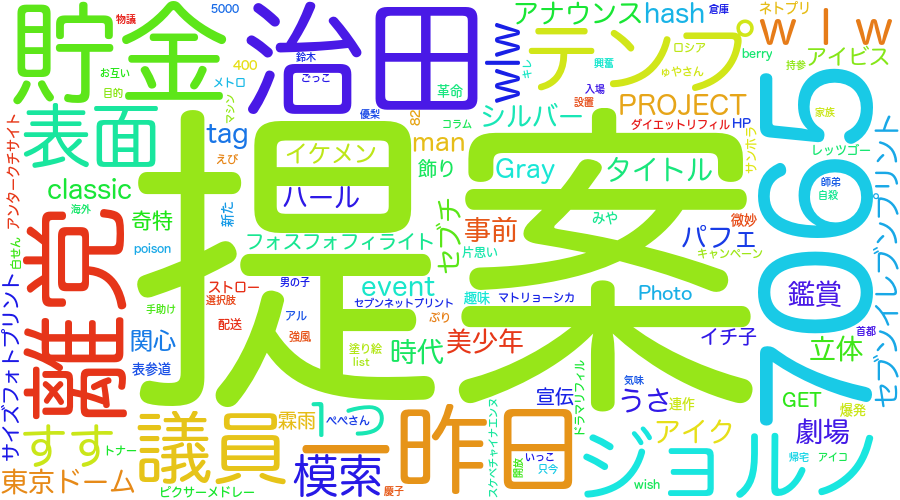 物議
5000
アナウンス
hash
倉庫
ネトプリ
貯金
治田
wlw
テンプ
w l w
鈴木
ロシア
berry
アイビス
お互い
400
ごっこ
キレ
興奮
ゅやさん
持参
目的
メトロ
革命
入場
マシン
優梨
82
コラム
シルバー
設置
PROJECT
家族
アンタークチサイト
表面
tag
man
ダイエットリフィル
HP
5907
えび
イケメン
飾り
Gray
タイトル
サンホラ
レッツゴー
セブンイレブンプリント
classic
ハール
提案
師弟
自殺
海外
奇特
新た
セブチ
事前
みや
微妙
離党
白せん
poison
フォスフォフィライト
片思い
パフェ
キャンペーン
サイズフォトプリント
ストロー
男の子
event
趣味
マトリョーシカ
Photo
鑑賞
手助け
選択肢
セブンネットプリント
配送
アル
ぷり
関心
強風
美少年
イチ子
首都
表参道
塗り絵
list
時代
立体
ドラマリフィル
気味
宣伝
うさ
連作
GET
爆発
すす
トナー
議員
霖雨
いっ
ぺぺさん
一昨日
スケベチャイナエンヌ
ジョルノ
アイク
劇場
東京ドーム
模索
開放
いっこ
只今
帰宅
アイコ
ピクサーメドレー
慶子
wish